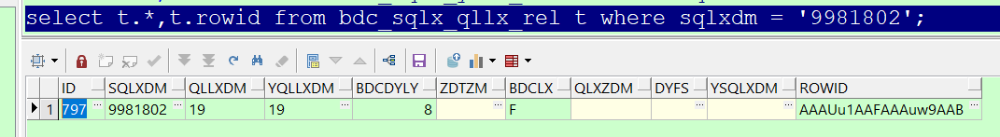 select t.*,t.rowid from bdc_sqlx_qllx_rel t where sqlxdm = '9981802';
ID SQLXDM QLLXDM YQLLXDM BDCDYLY ZDTZM BDCLX QLXZDM DYFS YSQLXDM ROWID
1 797 9981802 19 19 8 F AAAUu1AAFAAAuw9AAB